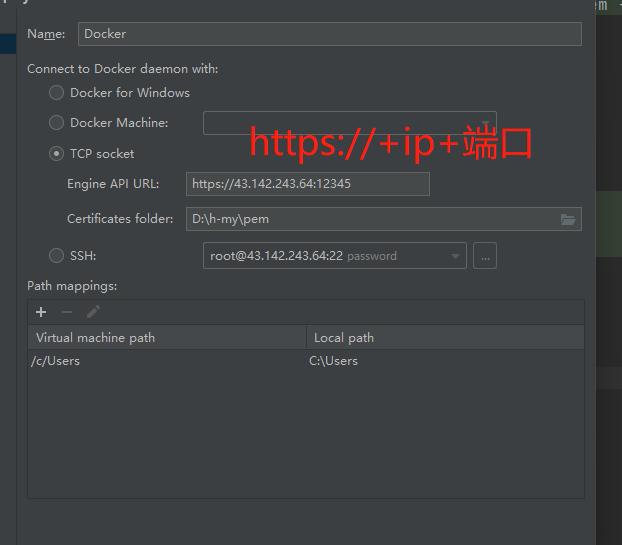 Name: Docker
Connect to Docker daemon with:
Docker for Windows
Docker Machine:
https://+ip+端口
TCP socket
Engine API URL: https://43.142.243.64:12345
Certificates folder: D:\h-my\pem
SSH: root@43.142.243.64:22 password ...
Path mappings:
Virtual machine path Local path
/c/Users C:\Users